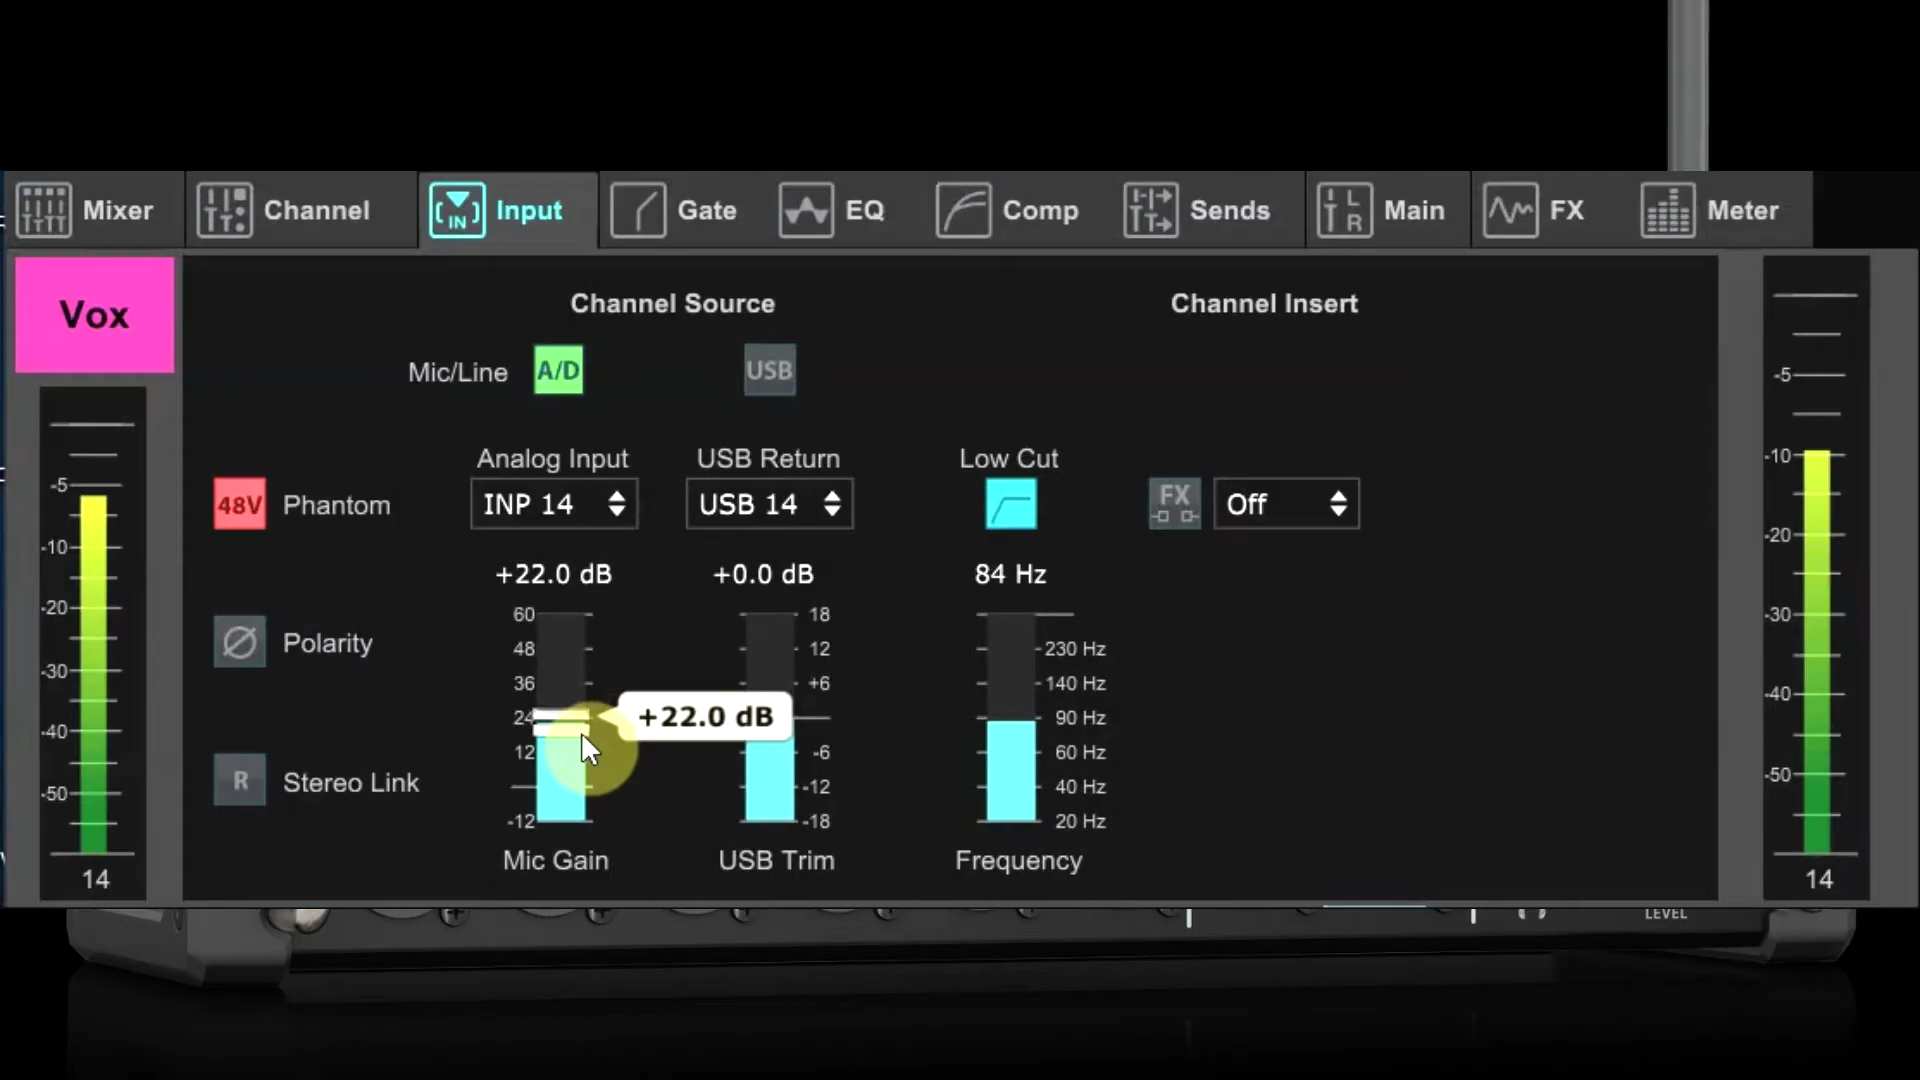 Mixer Channel IN Input Gate EQ Comp Sends L R Main FX Meter
Vox
Channel Source Channel Insert
Mic/Line A/D USB
Analog Input USB Return Low Cut
48V Phantom INP 14 USB 14 FX Off
+22.0 dB +0.0 dB 84 Hz
Polarity
R Stereo Link
60
48
36
24
12
-12
+22.0 dB
18
12
+6
-6
-12
-18
230 Hz
140 Hz
90 Hz
60 Hz
40 Hz
20 Hz
Mic Gain USB Trim Frequency
-5
-10
-20
-30
-40
-50
14
-5
-10
-20
-30
-40
-50
14
LEVEL